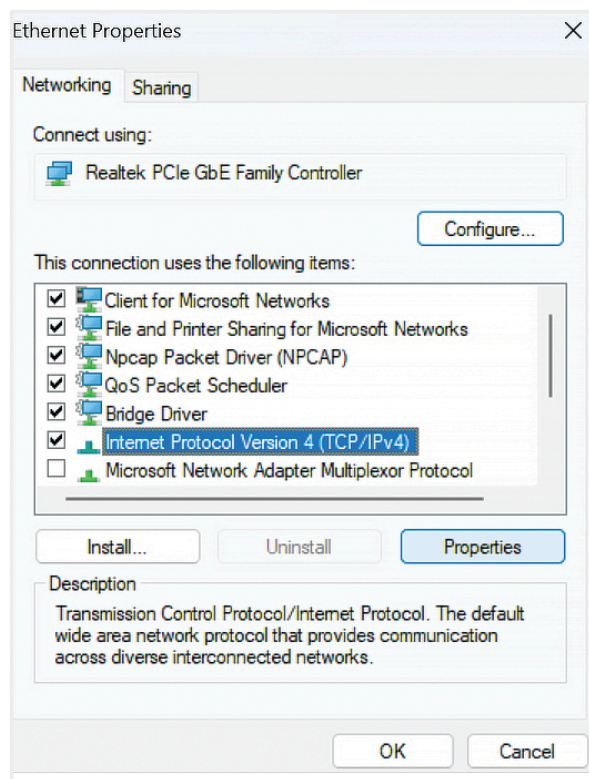 Ethernet Properties
Networking
Sharing
Connect using:
Realtek PCIe GbE Family Controller
Configure...
This connection uses the following items:
Client for Microsoft Networks
File and Printer Sharing for Microsoft Networks
Npcap Packet Driver (NPCAP)
QoS Packet Scheduler
Bridge Driver
Internet Protocol Version 4 (TCP/IPv4)
Microsoft Network Adapter Multiplexor Protocol
Install...
Uninstall
Properties
Description
Transmission Control Protocol/Internet Protocol. The default
wide area network protocol that provides communication
across diverse interconnected networks.
OK
Cancel